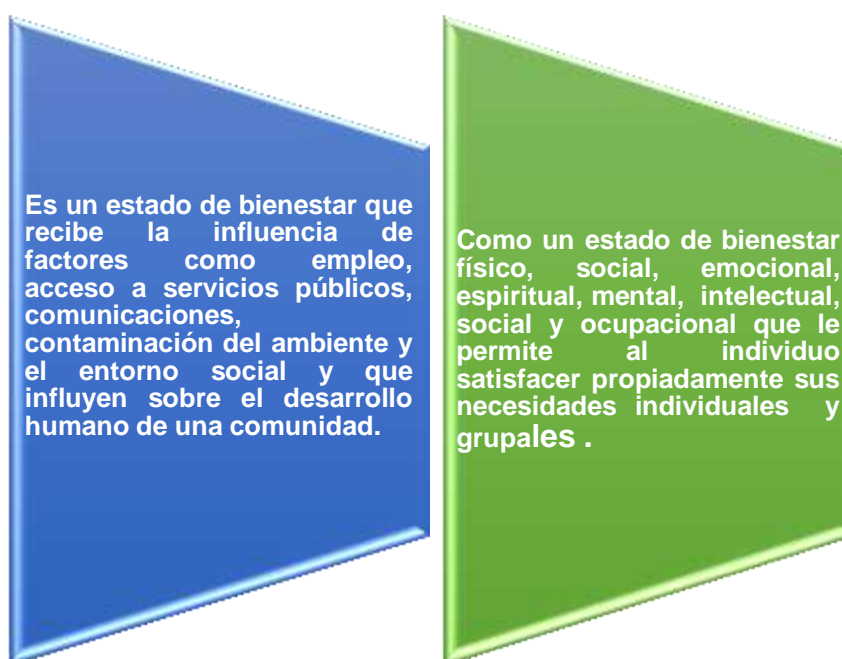 Es un estado de bienestar que
recibe la influencia de
factores como empleo,
acceso a servicios públicos,
comunicaciones,
contaminación del ambiente y
el entorno social y que
influyen sobre el desarrollo
humano de una comunidad.
Como un estado de bienestar
físico, social, emocional,
espiritual, mental, intelectual,
social y ocupacional que le
permite al individuo
satisfacer propiadamente sus
necesidades individuales y
grupales .